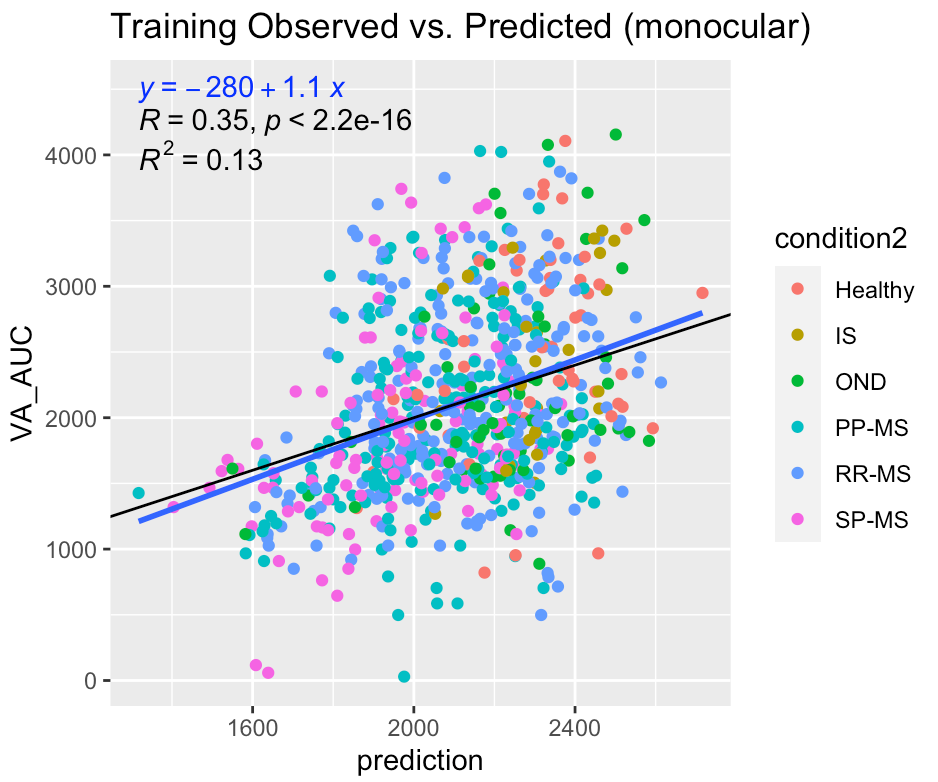 Training Observed vs. Predicted (monocular)
y = − 280 + 1.1 x
R = 0.35, p < 2.2e-16
R² = 0.13
4000
3000
2000
1000
0
VA_AUC
1600 2000 2400
prediction
condition2
Healthy
IS
OND
PP-MS
RR-MS
SP-MS